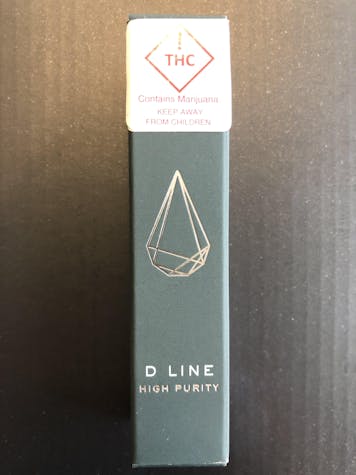 !
THC
Contains Marijuana.
KEEP AWAY
FROM CHILDREN
D LINE
HIGH PURITY